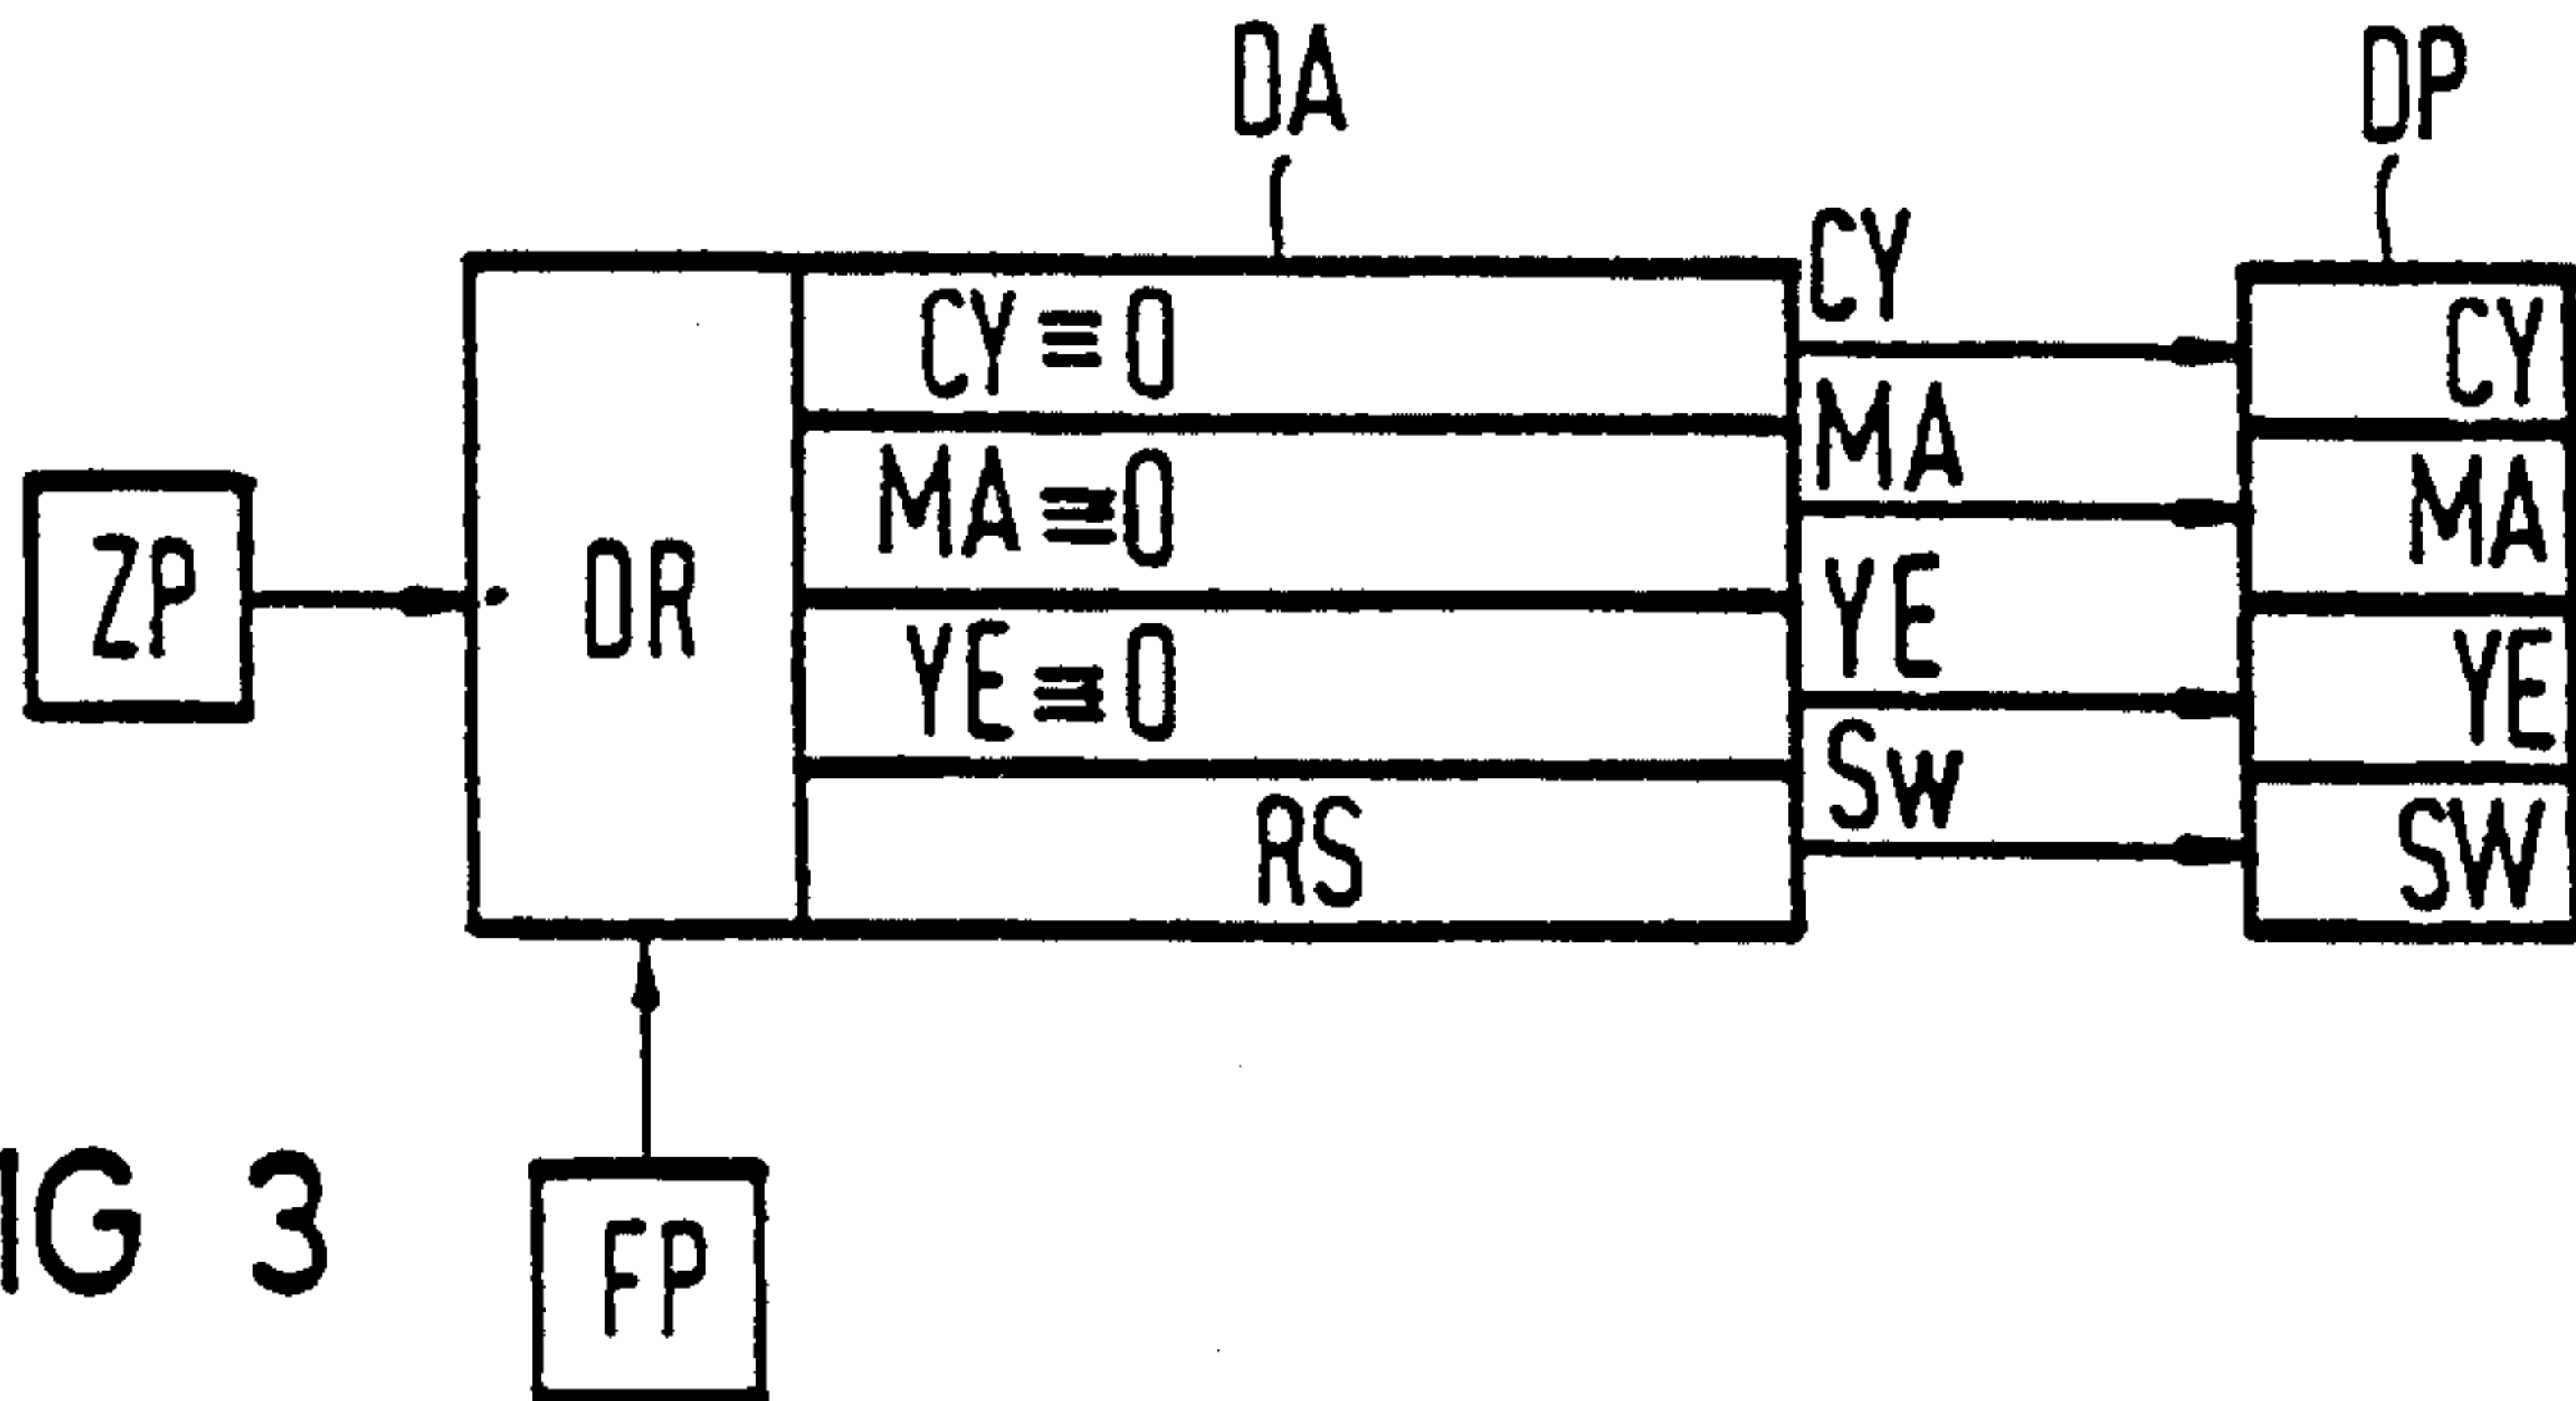 DA
DP
CY
CY ≡ 0
CY
MA
MA ≡ 0
MA
ZP
DR
YE
YE ≡ 0
YE
SW
RS
SW
IG 3
FP